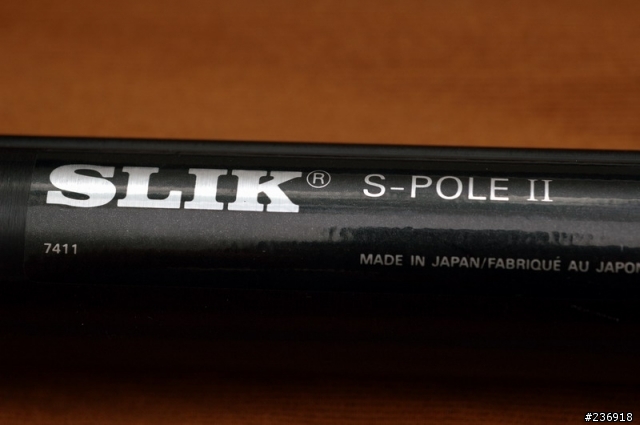 SLIK® S-POLE II
7411
MADE IN JAPAN/FABRIQUÉ AU JAPON
#236918